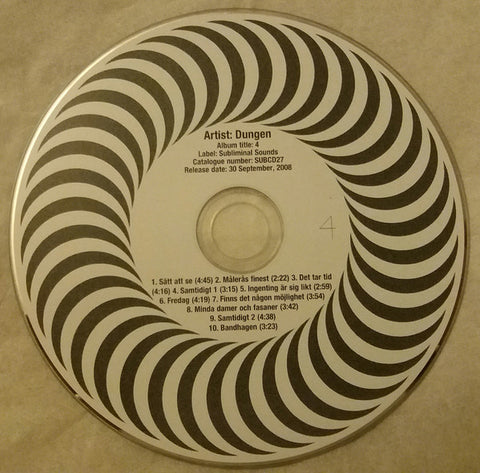 Artist: Dungen
Album title: 4
Label: Subliminal Sounds
Catalogue number: SUBCD27
Release date: 30 September, 2008
4
1. Sätt att se (4:45) 2. Målerås finest (2:22) 3. Det tar tid
(4:16) 4. Samtidigt 1 (3:15) 5. Ingenting är sig likt (2:59)
6. Fredag (4:19) 7. Finns det någon möjlighet (3:54)
8. Minda damer och fasaner (3:42)
9. Samtidigt 2 (4:38)
10. Bandhagen (3:23)